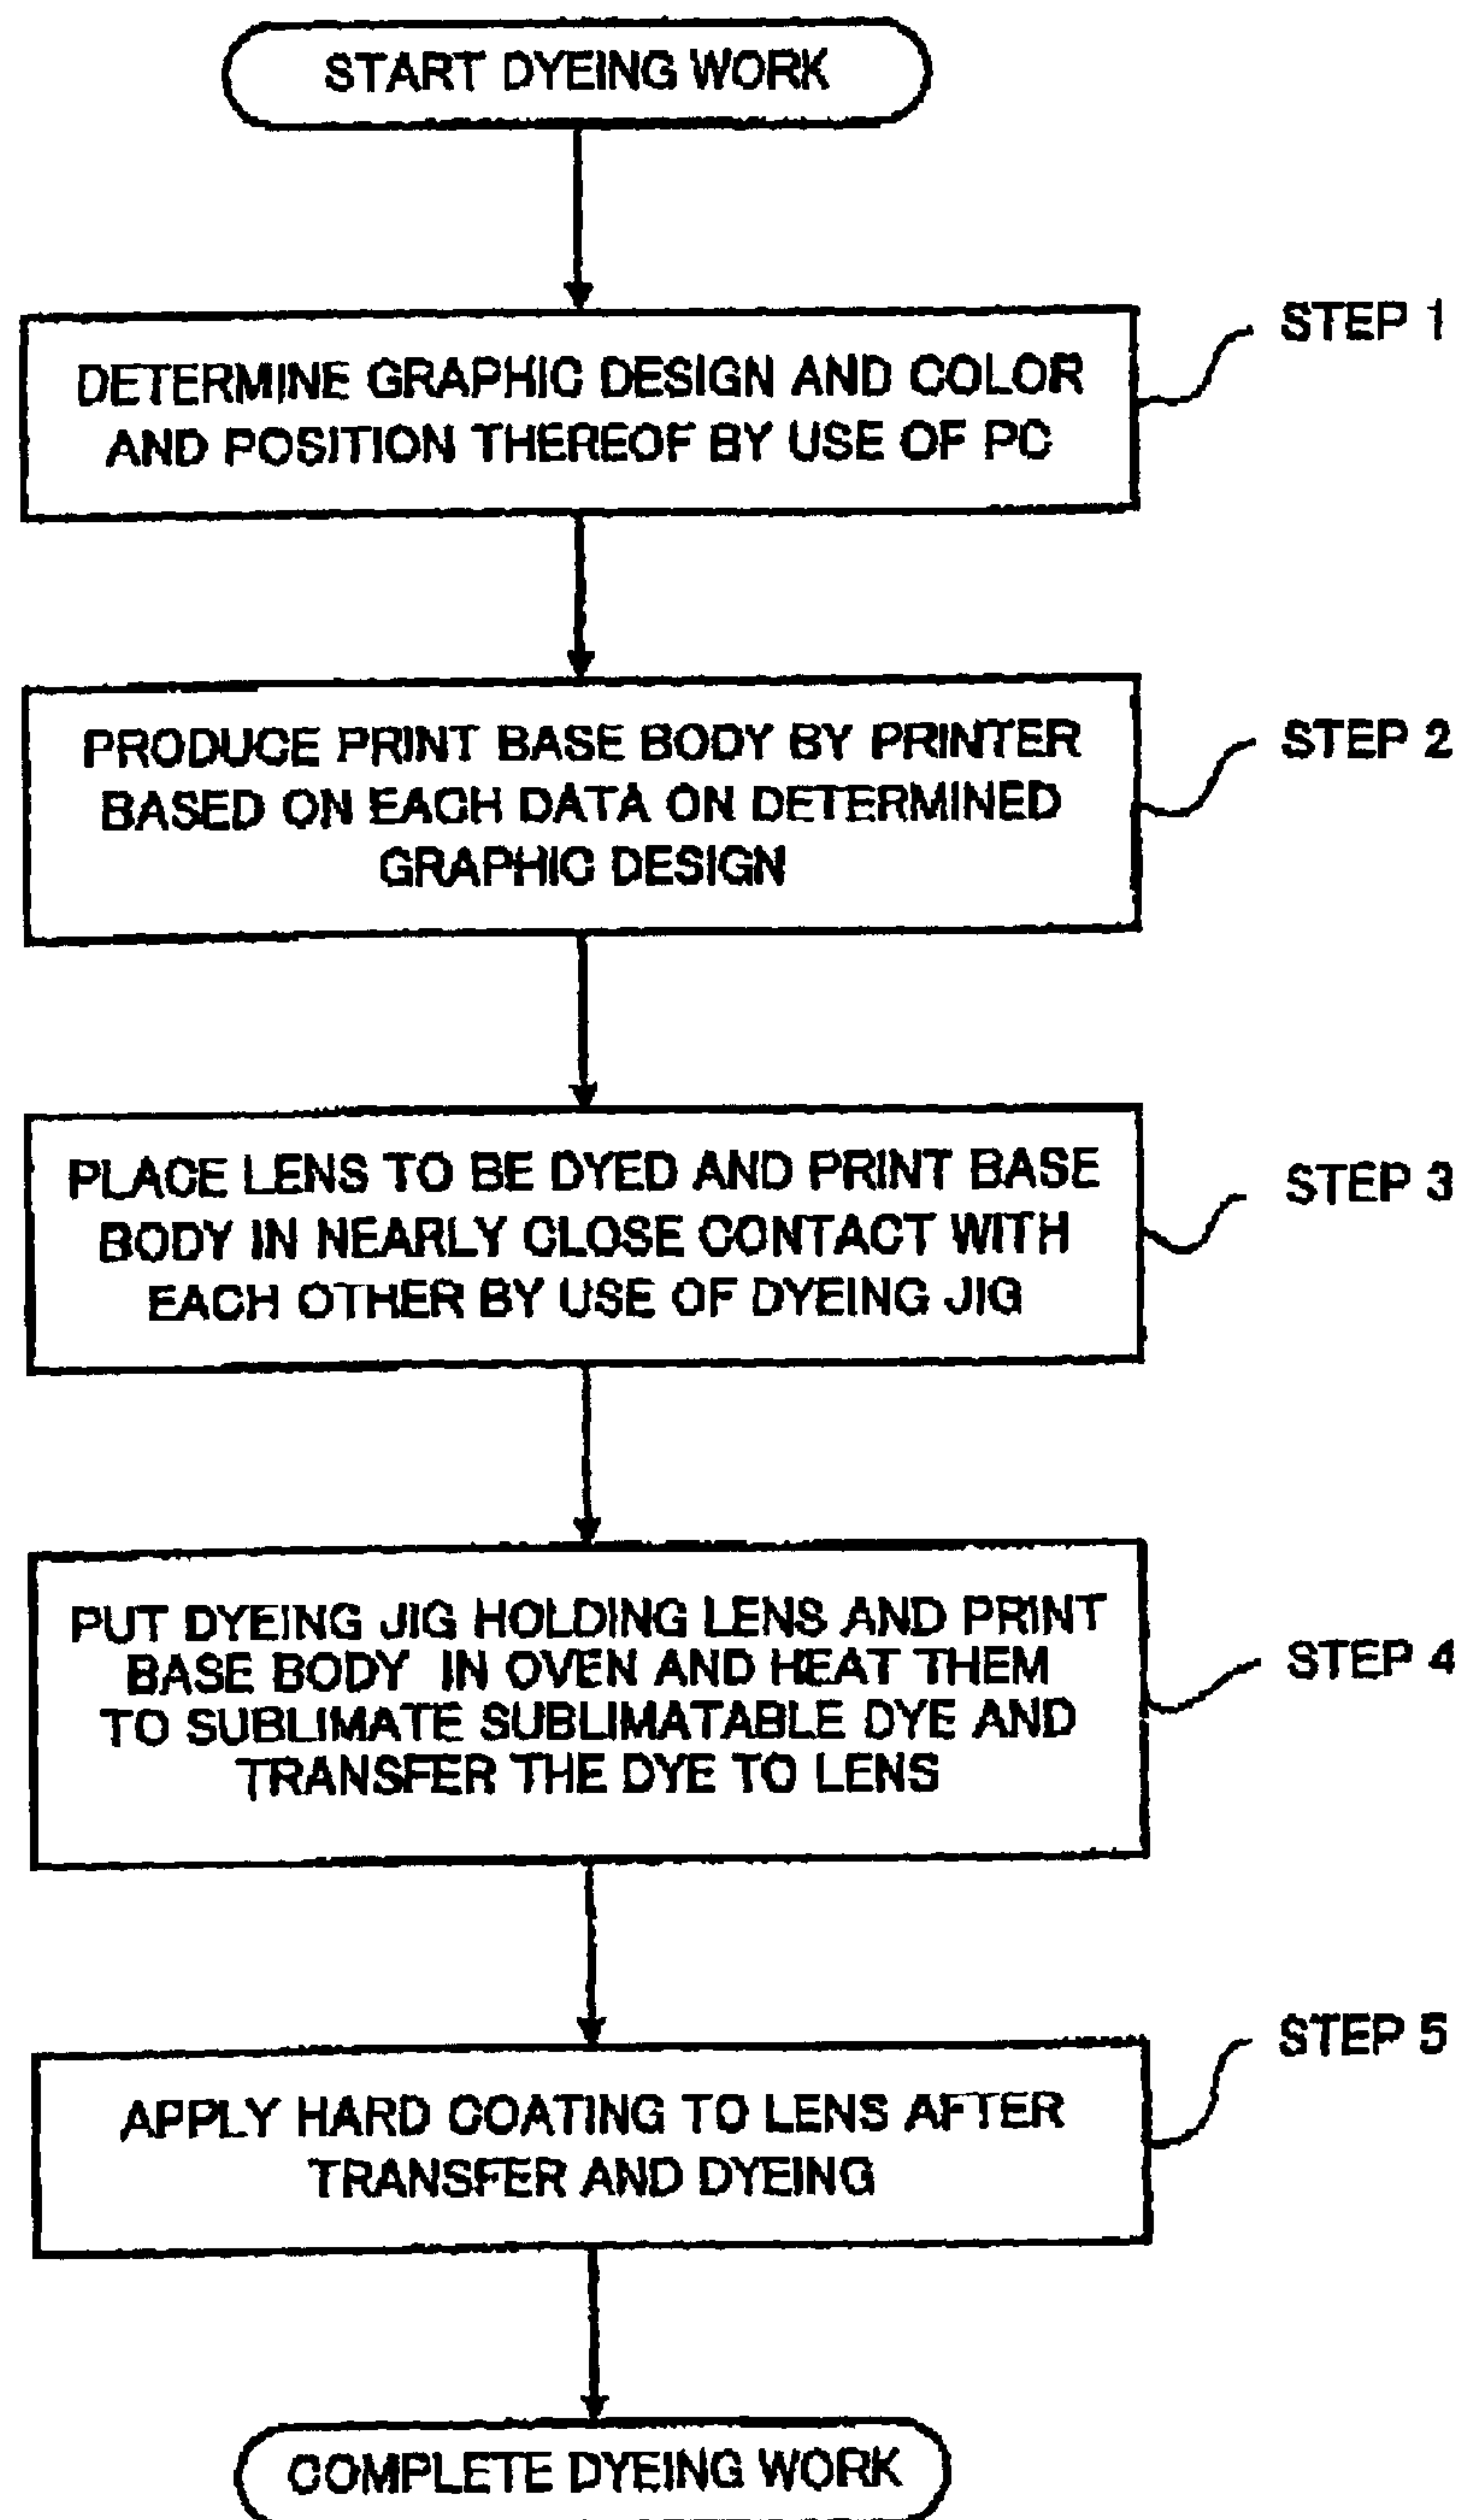 START DYEING WORK
STEP 1
DETERMINE GRAPHIC DESIGN AND COLOR
AND POSITION THEREOF BY USE OF PC
STEP 2
PRODUCE PRINT BASE BODY BY PRINTER
BASED ON EACH DATA ON DETERMINED
GRAPHIC DESIGN
STEP 3
PLACE LENS TO BE DYED AND PRINT BASE
BODY IN NEARLY CLOSE CONTACT WITH
EACH OTHER BY USE OF DYEING JIG
STEP 4
PUT DYEING JIG HOLDING LENS AND PRINT
BASE BODY IN OVEN AND HEAT THEM
TO SUBLIMATE SUBLIMATABLE DYE AND
TRANSFER THE DYE TO LENS
STEP 5
APPLY HARD COATING TO LENS AFTER
TRANSFER AND DYEING
COMPLETE DYEING WORK